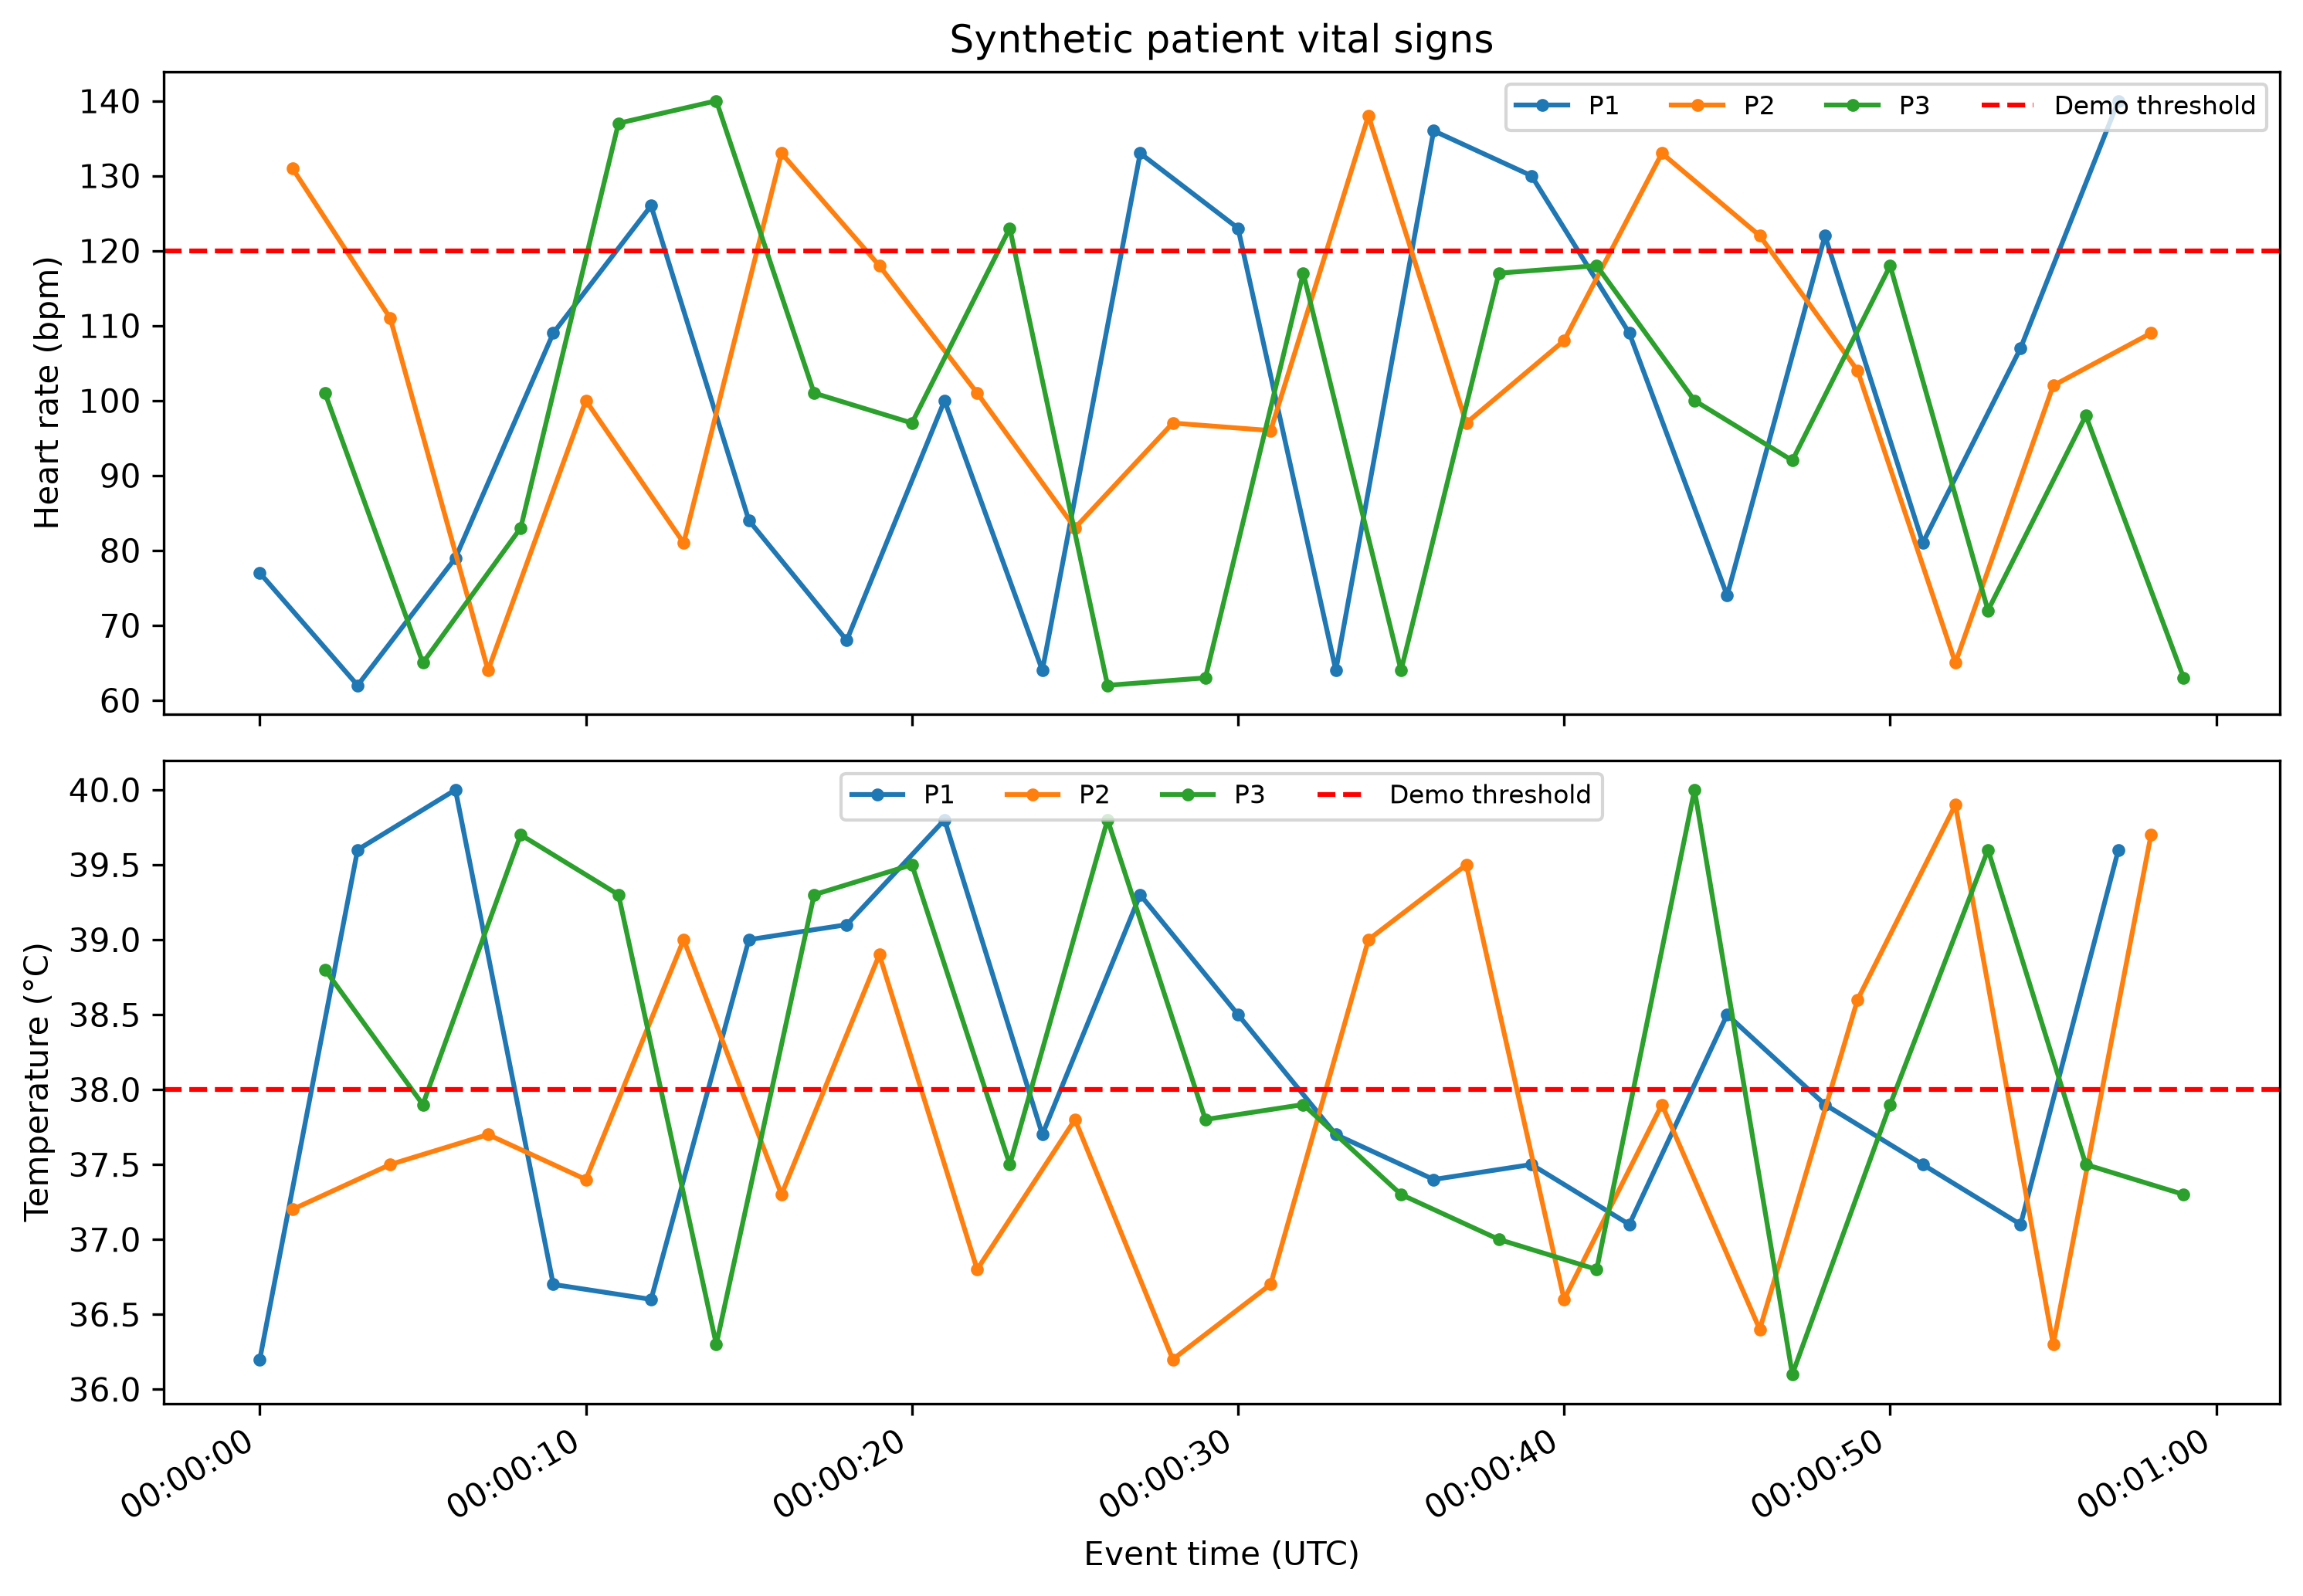 Synthetic patient vital signs
P1 P2 P3 Demo threshold
140
130
120
110
100
90
80
70
60
Heart rate (bpm)
P1 P2 P3 Demo threshold
40.0
39.5
39.0
38.5
38.0
37.5
37.0
36.5
36.0
Temperature (°C)
00:00:00 00:00:10 00:00:20 00:00:30 00:00:40 00:00:50 00:01:00
Event time (UTC)